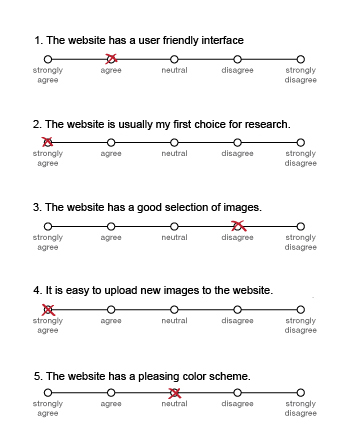 1. The website has a user friendly interface
strongly agree neutral disagree strongly
agree disagree
2. The website is usually my first choice for research.
strongly agree neutral disagree strongly
agree disagree
3. The website has a good selection of images.
strongly agree neutral disagree strongly
agree disagree
4. It is easy to upload new images to the website.
strongly agree neutral disagree strongly
agree disagree
5. The website has a pleasing color scheme.
strongly agree neutral disagree strongly
agree disagree